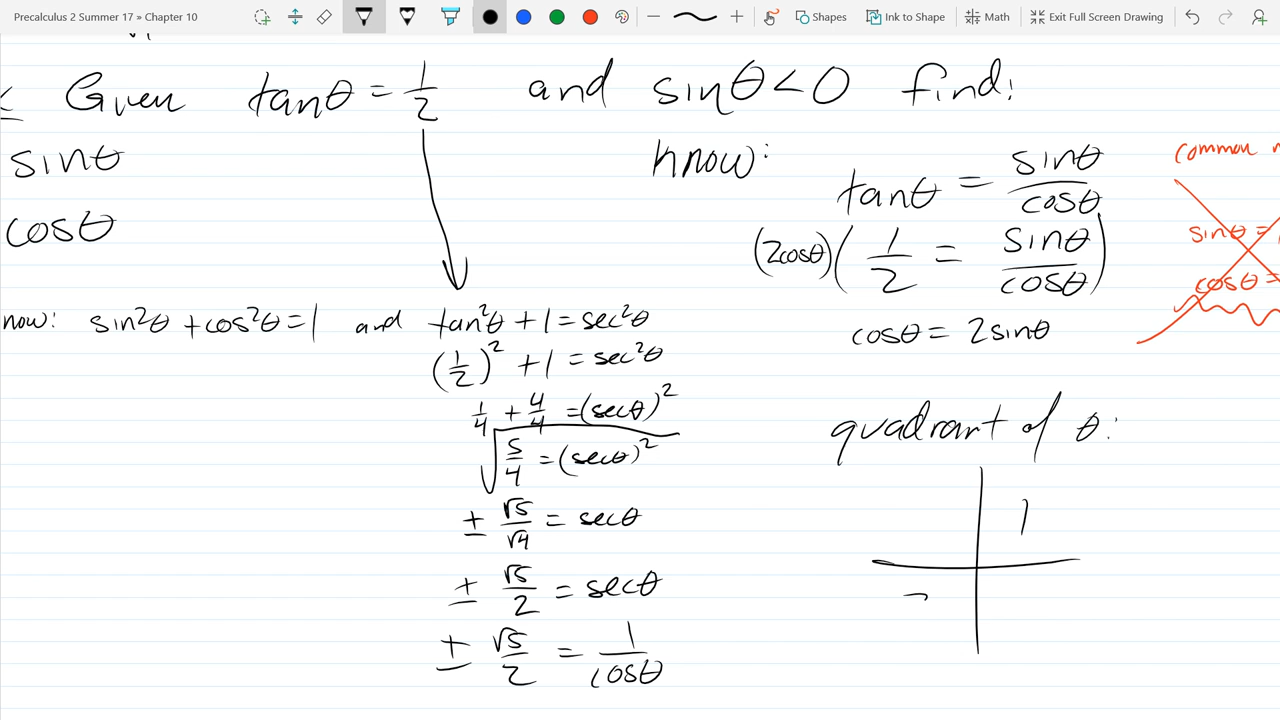 Precalculus 2 Summer 17 » Chapter 10
Shapes
Ink to Shape
Math
Exit Full Screen Drawing
Given tanθ = 1/2 and sinθ < 0 find:
sinθ
cosθ
know:
tanθ = sinθ/cosθ
(2cosθ)(1/2 = sinθ/cosθ)
cosθ = 2sinθ
common
sinθ =
cosθ =
now: sin²θ + cos²θ = 1 and tan²θ + 1 = sec²θ
(1/2)² + 1 = sec²θ
1/4 + 4/4 = (secθ)²
√5/4 = (secθ)²
± √5/√4 = secθ
± √5/2 = secθ
± √5/2 = 1/cosθ
quadrant of θ:
1